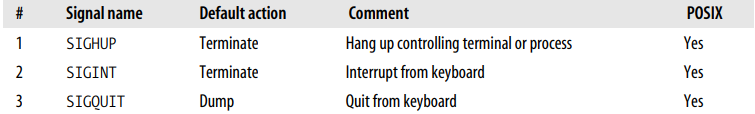 # Signal name Default action Comment POSIX
1 SIGHUP Terminate Hang up controlling terminal or process Yes
2 SIGINT Terminate Interrupt from keyboard Yes
3 SIGQUIT Dump Quit from keyboard Yes